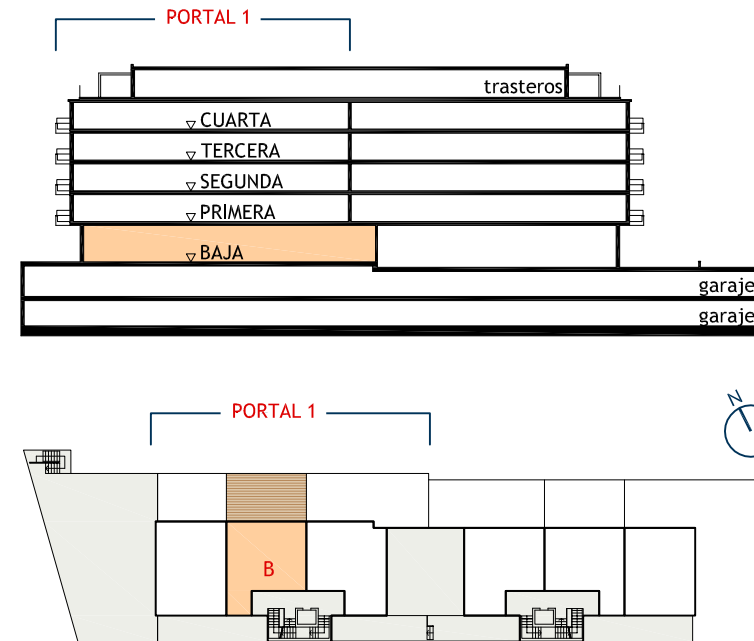 PORTAL 1
trasteros
CUARTA
TERCERA
SEGUNDA
PRIMERA
BAJA
garaje
garaje
PORTAL 1
N
B